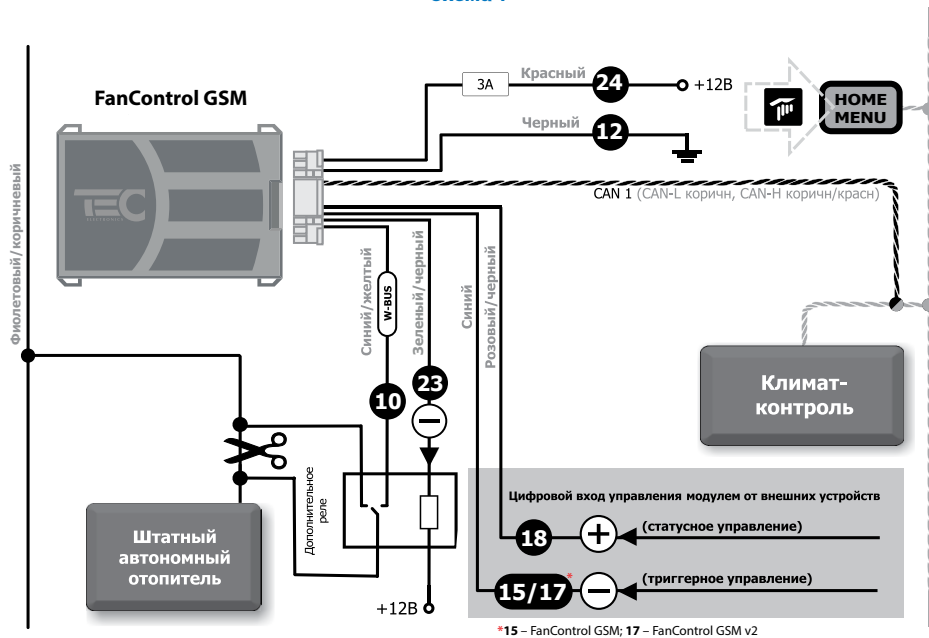 FanControl GSM
TEC
ELECTRONICS
3А
Красный
24
+12В
Черный
12
HOME
MENU
CAN 1 (CAN-L коричн, CAN-H коричн/красн)
Фиолетовый/коричневый
Синий/желтый
W-BUS
10
Зеленый/черный
23
Синий
Розовый/черный
Климат-
контроль
Дополнительное
реле
Штатный
автономный
отопитель
+12В
Цифровой вход управления модулем от внешних устройств
18
(статусное управление)
15/17*
(триггерное управление)
*15 – FanControl GSM; 17 – FanControl GSM v2